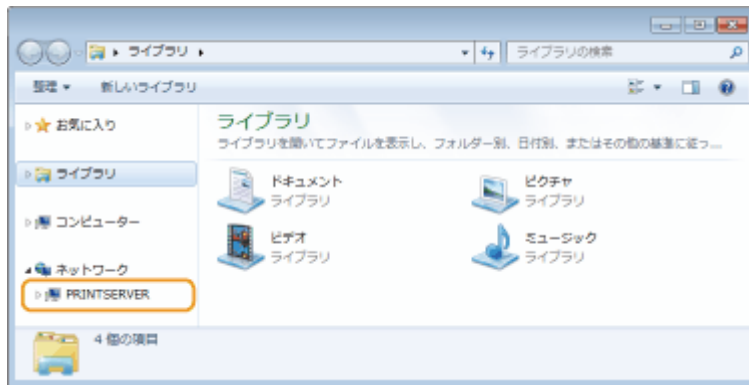 ライブラリ
ライブラリの検索
整理 新しいライブラリ
お気に入り
ライブラリ
コンピューター
ネットワーク
PRINTSERVER
ライブラリ
ライブラリを開いてファイルを表示し、フォルダー別、日付別、またはその他の基準に従っ...
ドキュメント
ライブラリ
ピクチャ
ライブラリ
ビデオ
ライブラリ
ミュージック
ライブラリ
4 個の項目